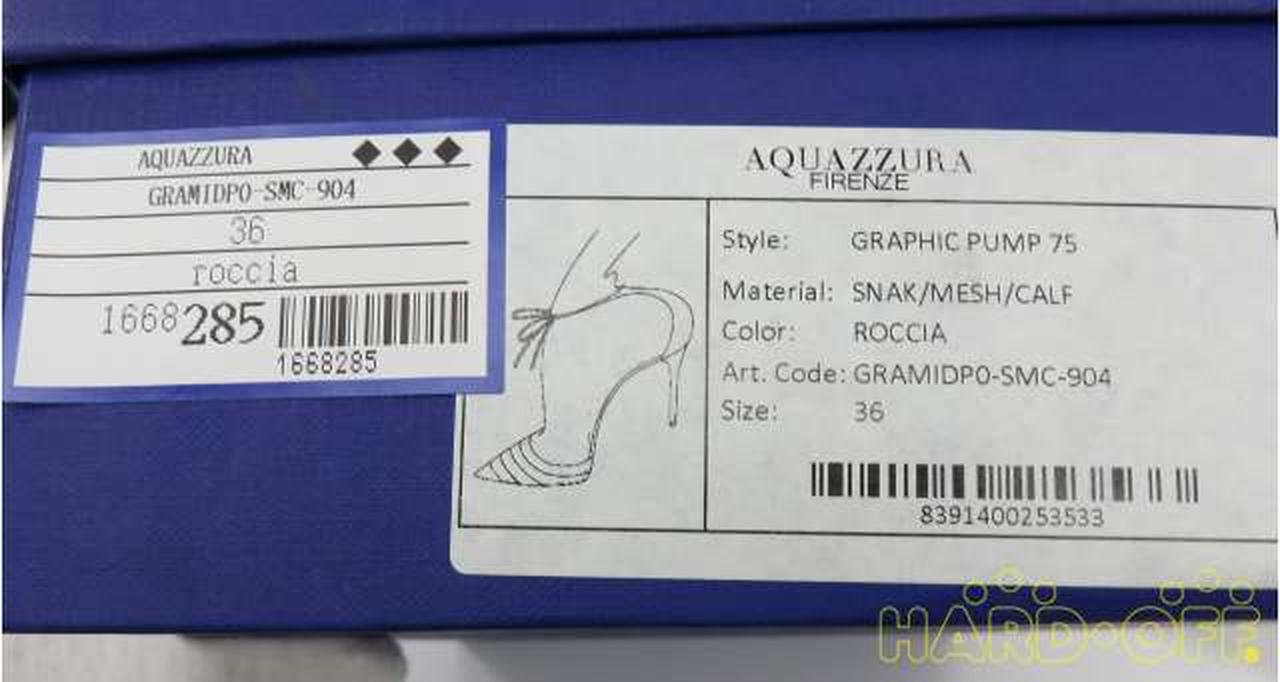 AQUAZZURA ◆ ◆ ◆
GRAMIDP0-SMC-904
36
roccia
1668285
1668285
AQUAZZURA
FIRENZE
Style: GRAPHIC PUMP 75
Material: SNAK/MESH/CALF
Color: ROCCIA
Art. Code: GRAMIDP0-SMC-904
Size: 36
8391400253533
HARD·OFF